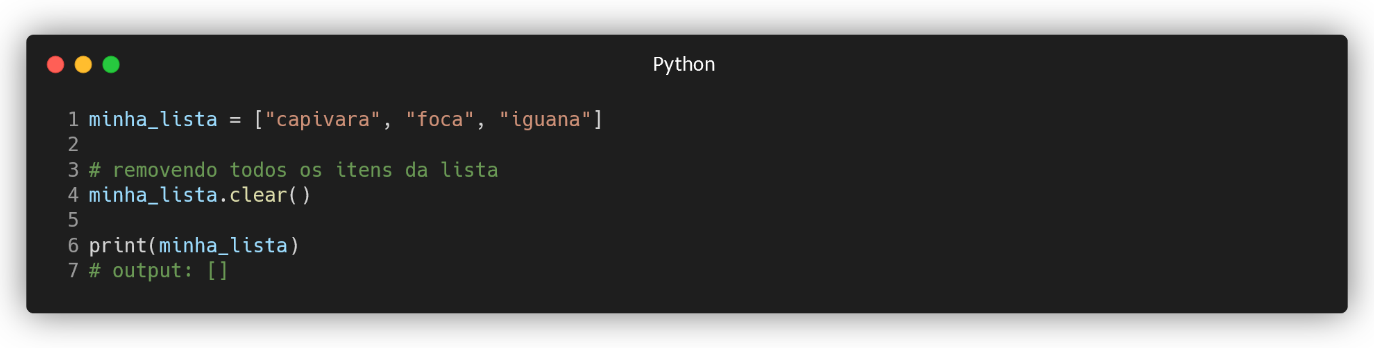 Python
1 minha_lista = ["capivara", "foca", "iguana"]
2
3 # removendo todos os itens da lista
4 minha_lista.clear()
5
6 print(minha_lista)
7 # output: []